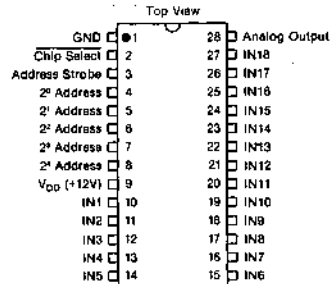 Top View
GND 1 28 Analog Output
Chip Select 2 27 IN18
Address Strobe 3 26 IN17
2⁰ Address 4 25 IN16
2¹ Address 5 24 IN15
2² Address 6 23 IN14
2³ Address 7 22 IN13
2⁴ Address 8 21 IN12
VDD (+12V) 9 20 IN11
IN1 10 19 IN10
IN2 11 18 IN9
IN3 12 17 IN8
IN4 13 16 IN7
IN5 14 15 IN6